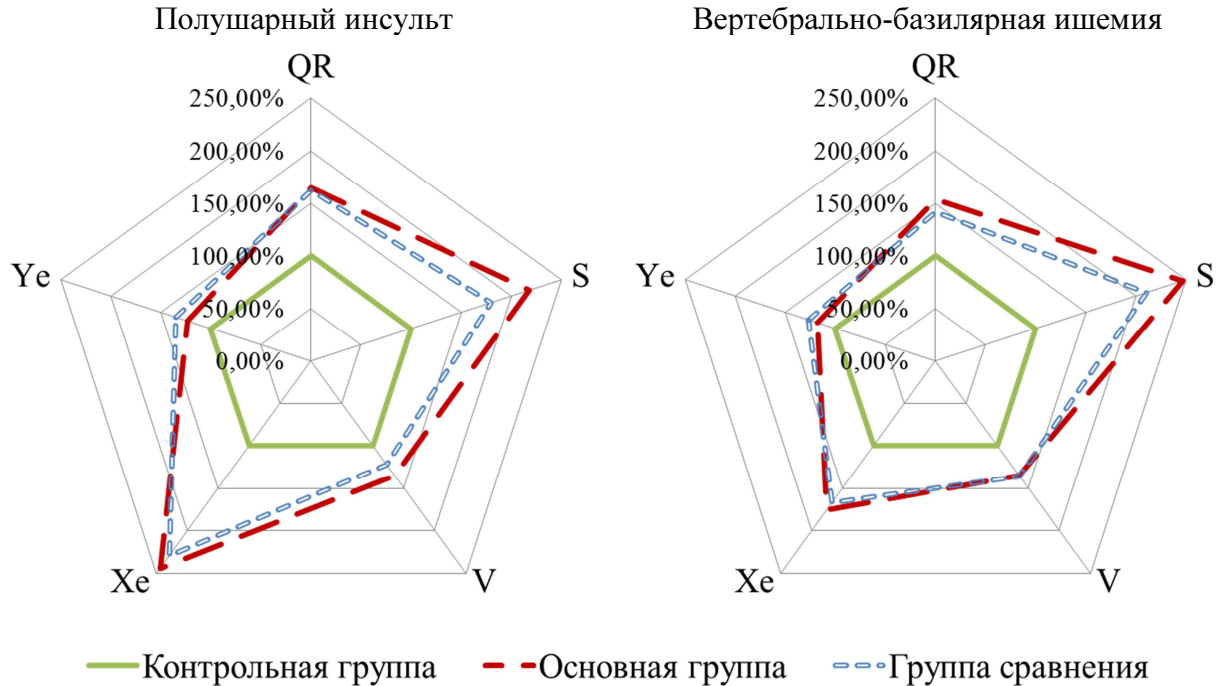 Полушарный инсульт
QR
250,00%
200,00%
150,00%
100,00%
50,00%
0,00%
Ye
S
Xe
V
Вертебрально-базилярная ишемия
QR
250,00%
200,00%
150,00%
100,00%
50,00%
0,00%
Ye
S
Xe
V
Контрольная группа
Основная группа
Группа сравнения